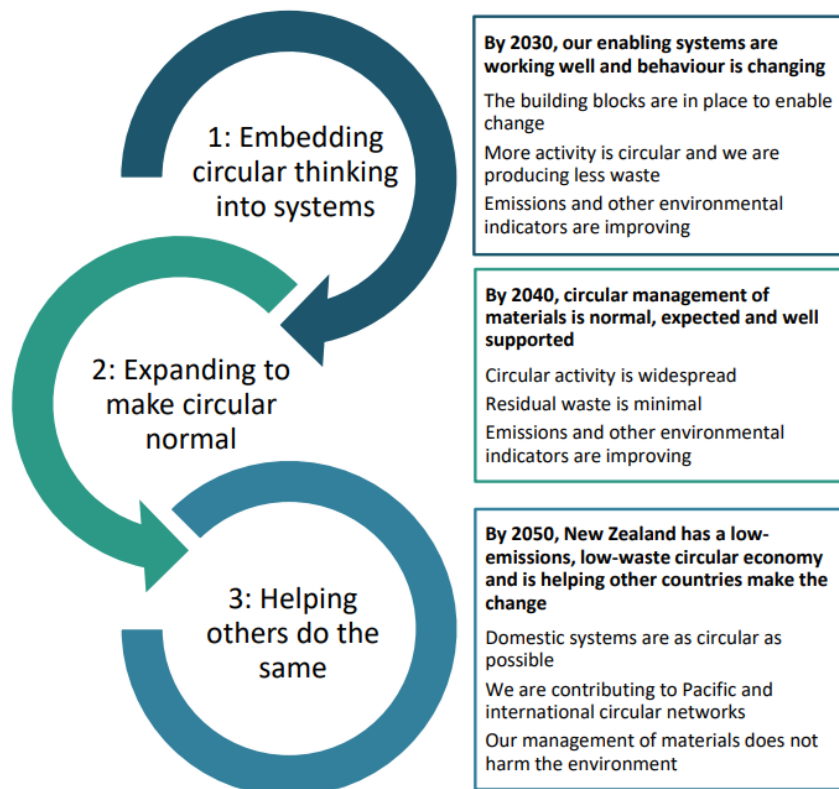 1: Embedding
circular thinking
into systems
By 2030, our enabling systems are
working well and behaviour is changing
The building blocks are in place to enable
change
More activity is circular and we are
producing less waste
Emissions and other environmental
indicators are improving
2: Expanding to
make circular
normal
By 2040, circular management of
materials is normal, expected and well
supported
Circular activity is widespread
Residual waste is minimal
Emissions and other environmental
indicators are improving
3: Helping
others do the
same
By 2050, New Zealand has a low-
emissions, low-waste circular economy
and is helping other countries make the
change
Domestic systems are as circular as
possible
We are contributing to Pacific and
international circular networks
Our management of materials does not
harm the environment